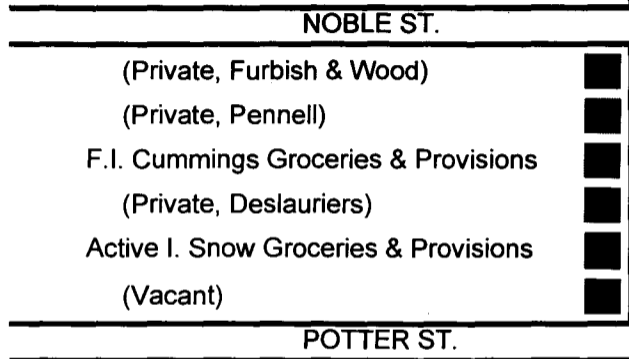 NOBLE ST.
(Private, Furbish & Wood)
(Private, Pennell)
F.I. Cummings Groceries & Provisions
(Private, Deslauriers)
Active I. Snow Groceries & Provisions
(Vacant)
POTTER ST.